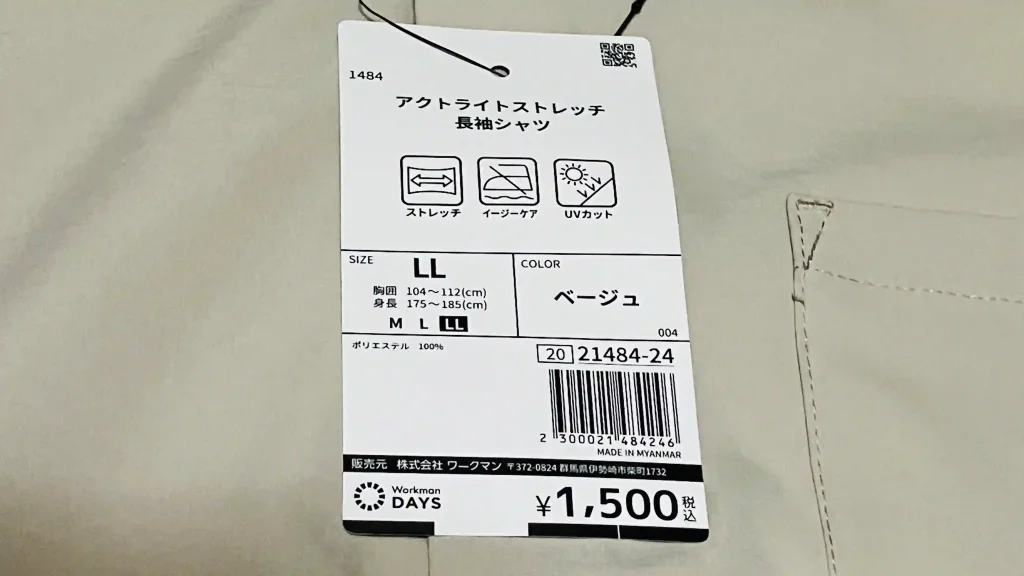 1484
アクトライトストレッチ
長袖シャツ
ストレッチ イージーケア UVカット
SIZE LL
胸囲 104～112(cm)
身長 175～185(cm)
M L LL
COLOR
ベージュ
004
ポリエステル 100%
20 21484-24
2 300021 484246
MADE IN MYANMAR
販売元 株式会社 ワークマン 〒372-0824 群馬県伊勢崎市柴町1732
Workman
DAYS
¥1,500税込